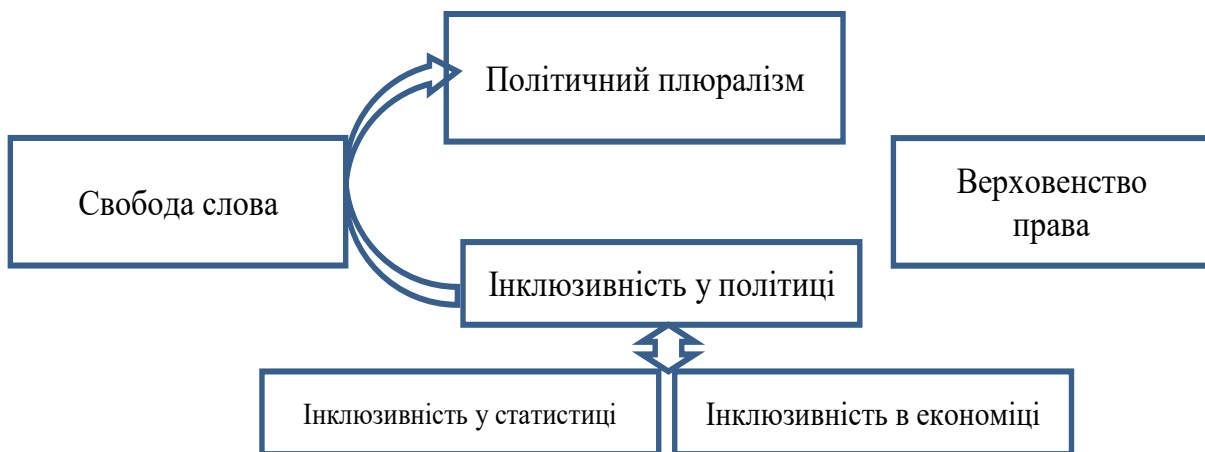 Політичний плюралізм
Свобода слова
Верховенство
права
Інклюзивність у політиці
Інклюзивність у статистиці
Інклюзивність в економіці